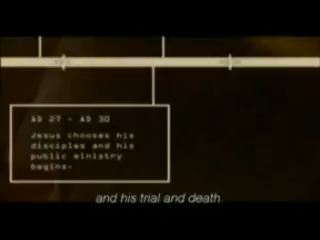 AD 27 - AD 30
Jesus chooses his
disciples and his
public ministry
begins.
and his trial and death.